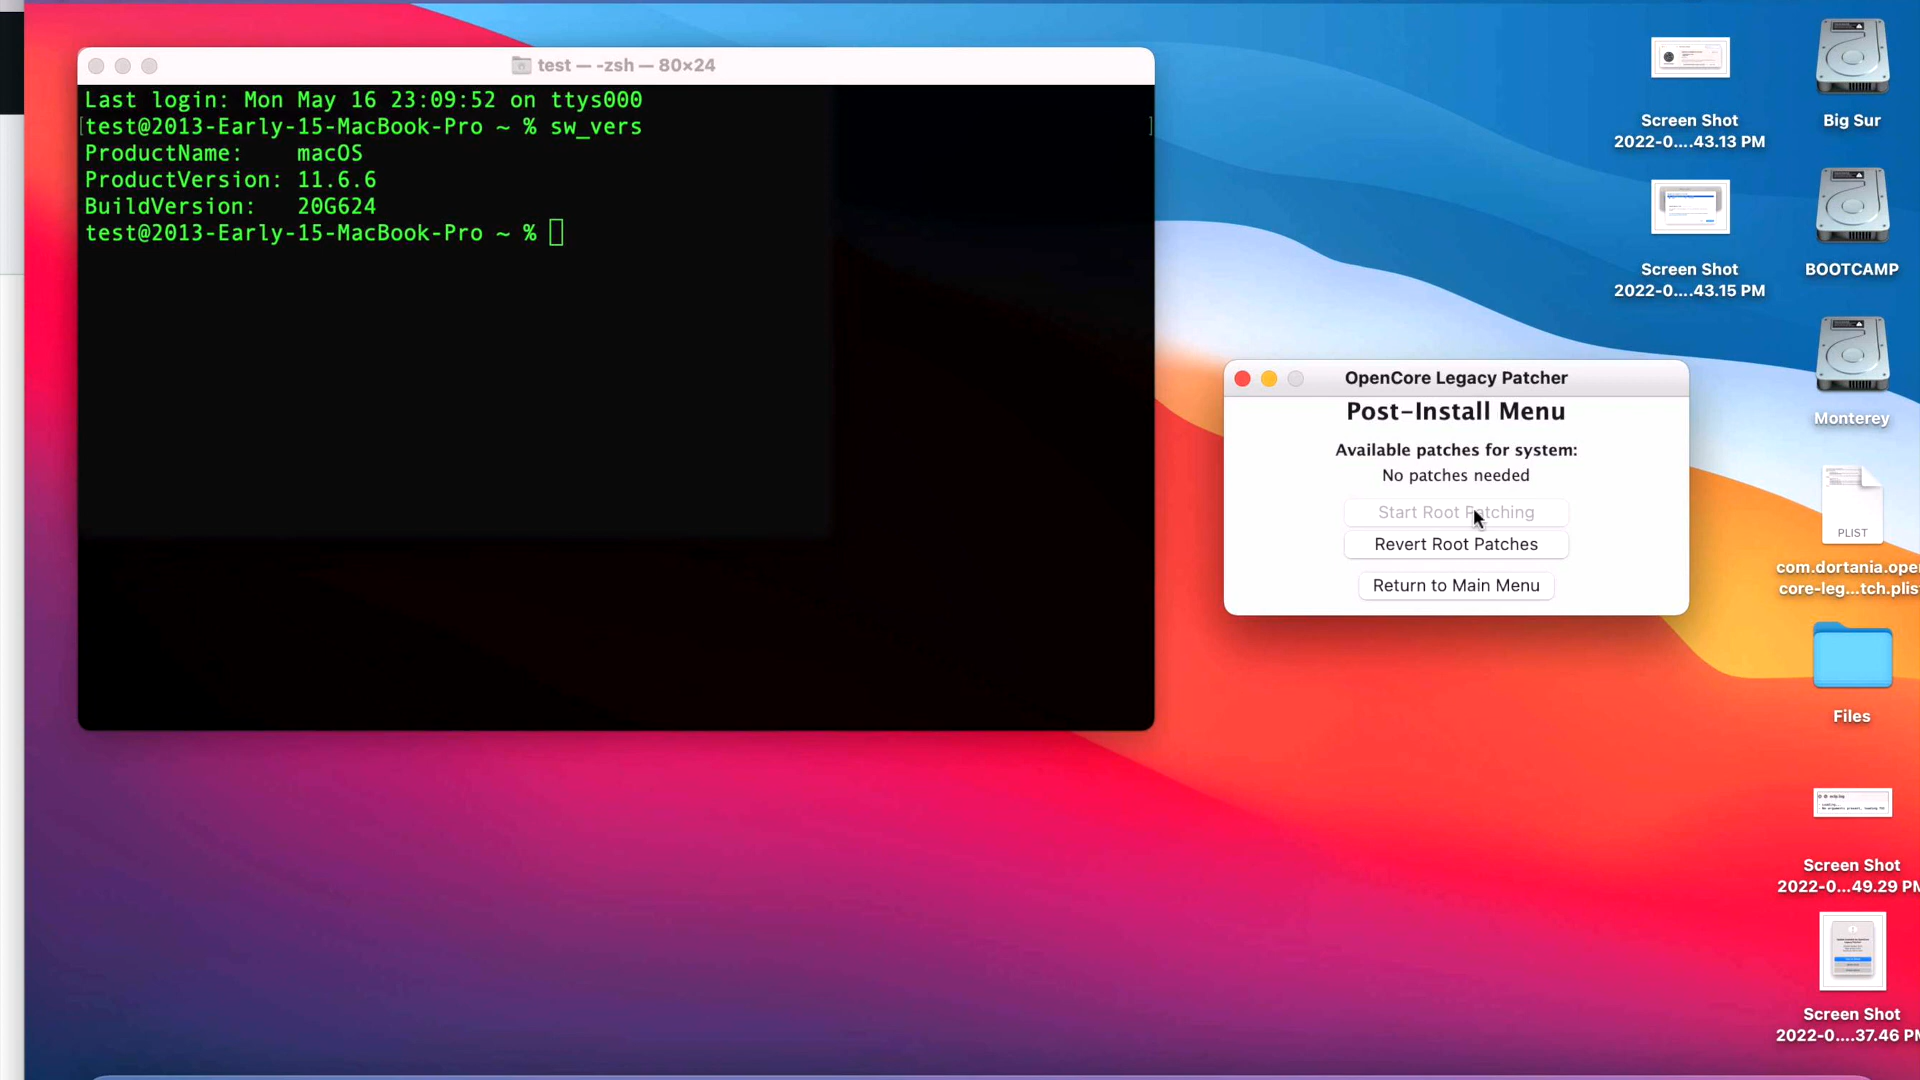 test — -zsh — 80×24
Last login: Mon May 16 23:09:52 on ttys000
[test@2013-Early-15-MacBook-Pro ~ % sw_vers ]
ProductName: macOS
ProductVersion: 11.6.6
BuildVersion: 20G624
test@2013-Early-15-MacBook-Pro ~ %
OpenCore Legacy Patcher
Post-Install Menu
Available patches for system:
No patches needed
Start Root Patching
Revert Root Patches
Return to Main Menu
Screen Shot
2022-0....43.13 PM
Big Sur
Screen Shot
2022-0....43.15 PM
BOOTCAMP
Monterey
PLIST
com.dortania.ope
core-leg...tch.plis
Files
Screen Shot
2022-0...49.29 PM
Screen Shot
2022-0....37.46 PM